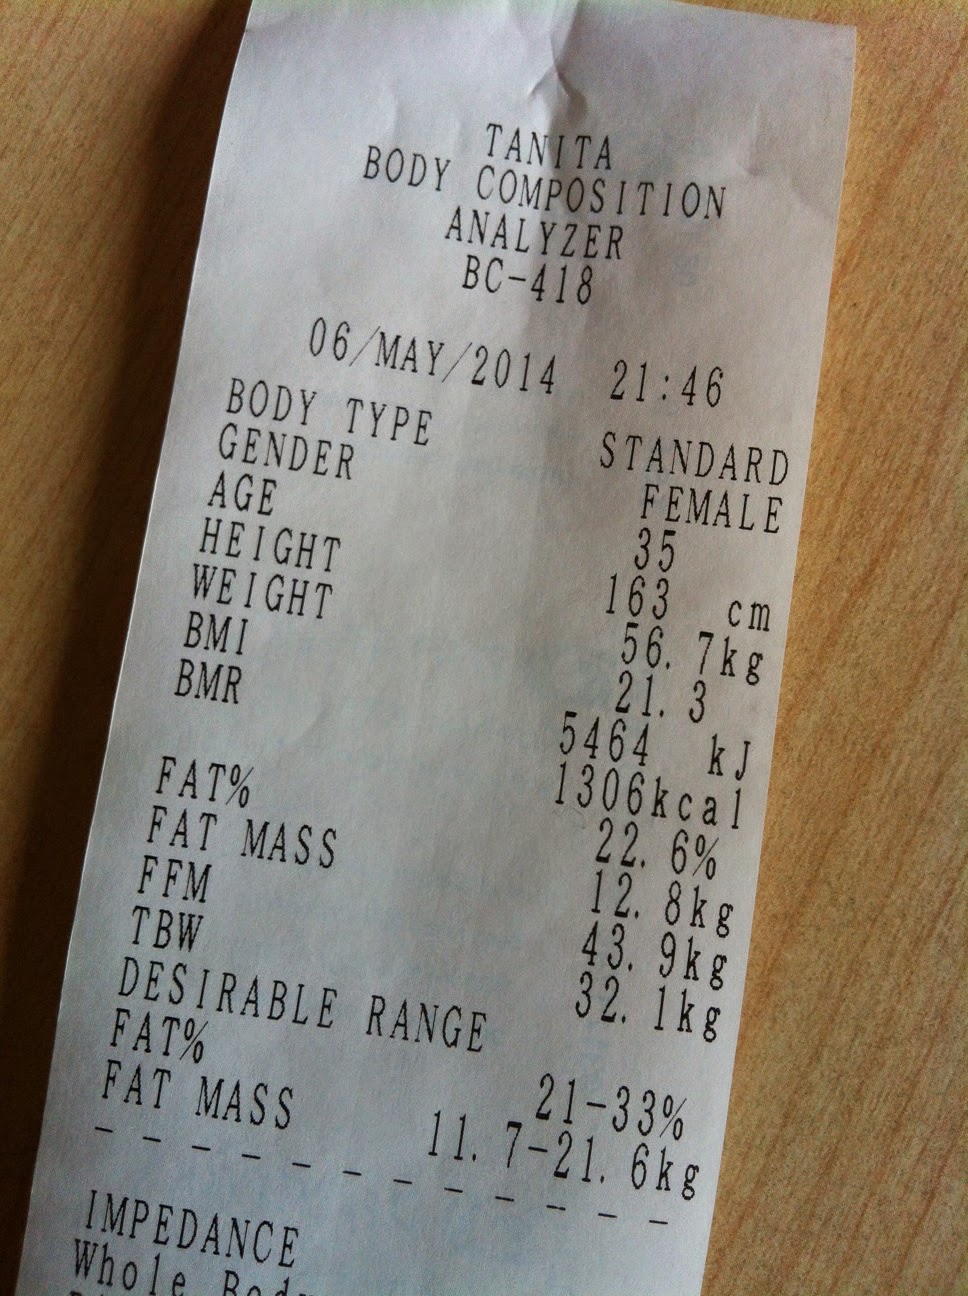 TANITA
BODY COMPOSITION
ANALYZER
BC-418
06/MAY/2014 21:46
BODY TYPE STANDARD
GENDER FEMALE
AGE 35
HEIGHT 163 cm
WEIGHT 56.7kg
BMI 21.3
BMR 5464 kJ
1306kcal
FAT% 22.6%
FAT MASS 12.8kg
FFM 43.9kg
TBW 32.1kg
DESIRABLE RANGE
FAT% 21-33%
FAT MASS 11.7-21.6kg
- - - - - - - - - - - -
IMPEDANCE
Whole Body